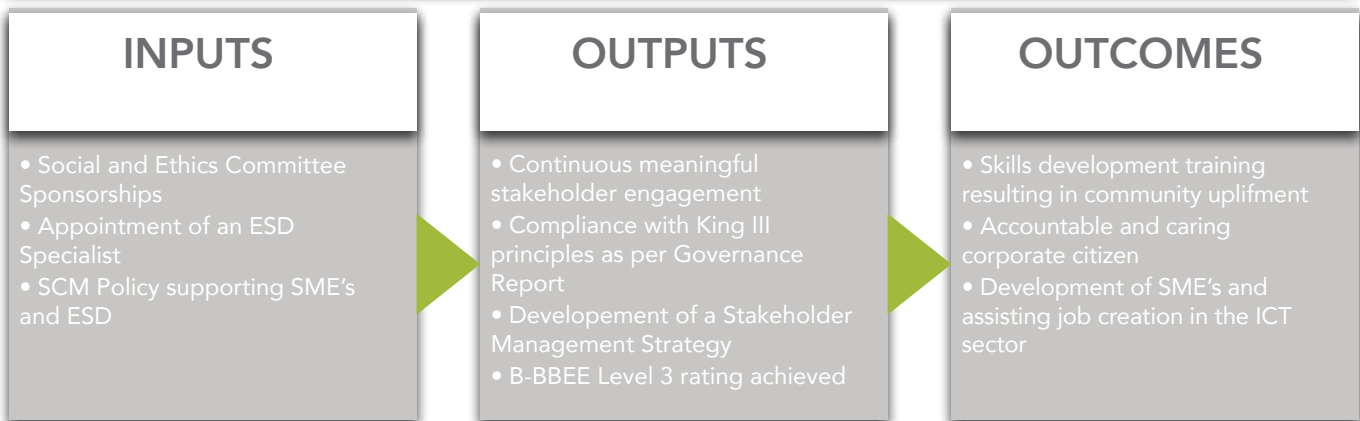 INPUTS
• Social and Ethics Committee
Sponsorships
• Appointment of an ESD
Specialist
• SCM Policy supporting SME's
and ESD
OUTPUTS
• Continuous meaningful
stakeholder engagement
• Compliance with King III
principles as per Governance
Report
• Developement of a Stakeholder
Management Strategy
• B-BBEE Level 3 rating achieved
OUTCOMES
• Skills development training
resulting in community uplifment
• Accountable and caring
corporate citizen
• Development of SME's and
assisting job creation in the ICT
sector